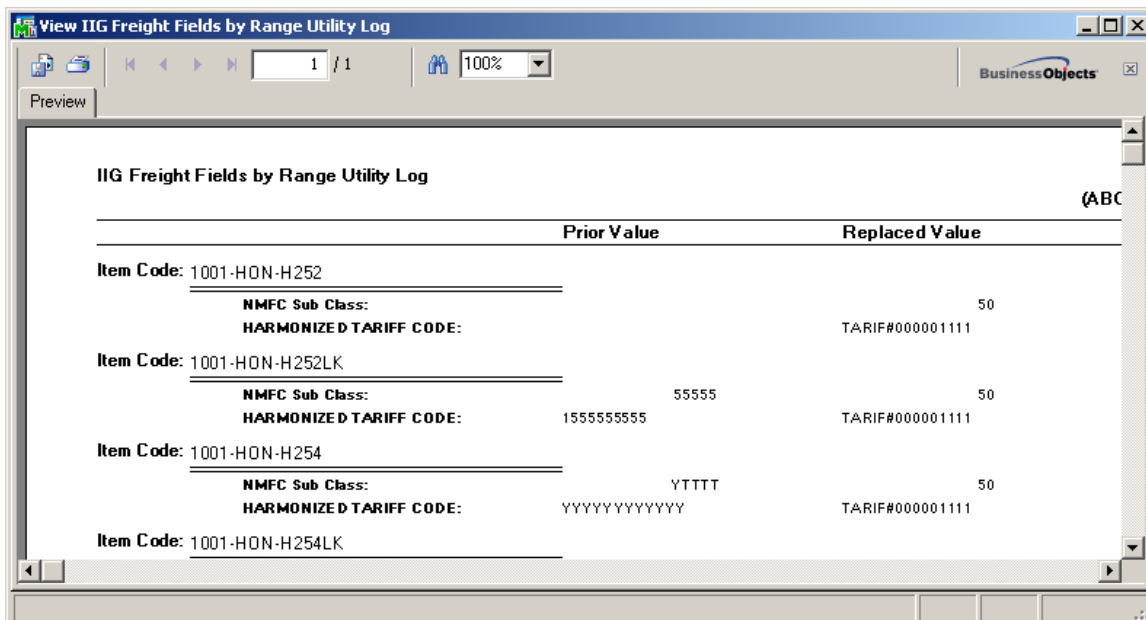 View IIG Freight Fields by Range Utility Log
1 / 1 100% BusinessObjects
Preview
IIG Freight Fields by Range Utility Log
(ABC
Prior Value Replaced Value
Item Code: 1001-HON-H252
NMFC Sub Class: 50
HARMONIZED TARIFF CODE: TARIF#000001111
Item Code: 1001-HON-H252LK
NMFC Sub Class: 55555 50
HARMONIZED TARIFF CODE: 1555555555 TARIF#000001111
Item Code: 1001-HON-H254
NMFC Sub Class: YTTTT 50
HARMONIZED TARIFF CODE: YYYYYYYYYYYY TARIF#000001111
Item Code: 1001-HON-H254LK